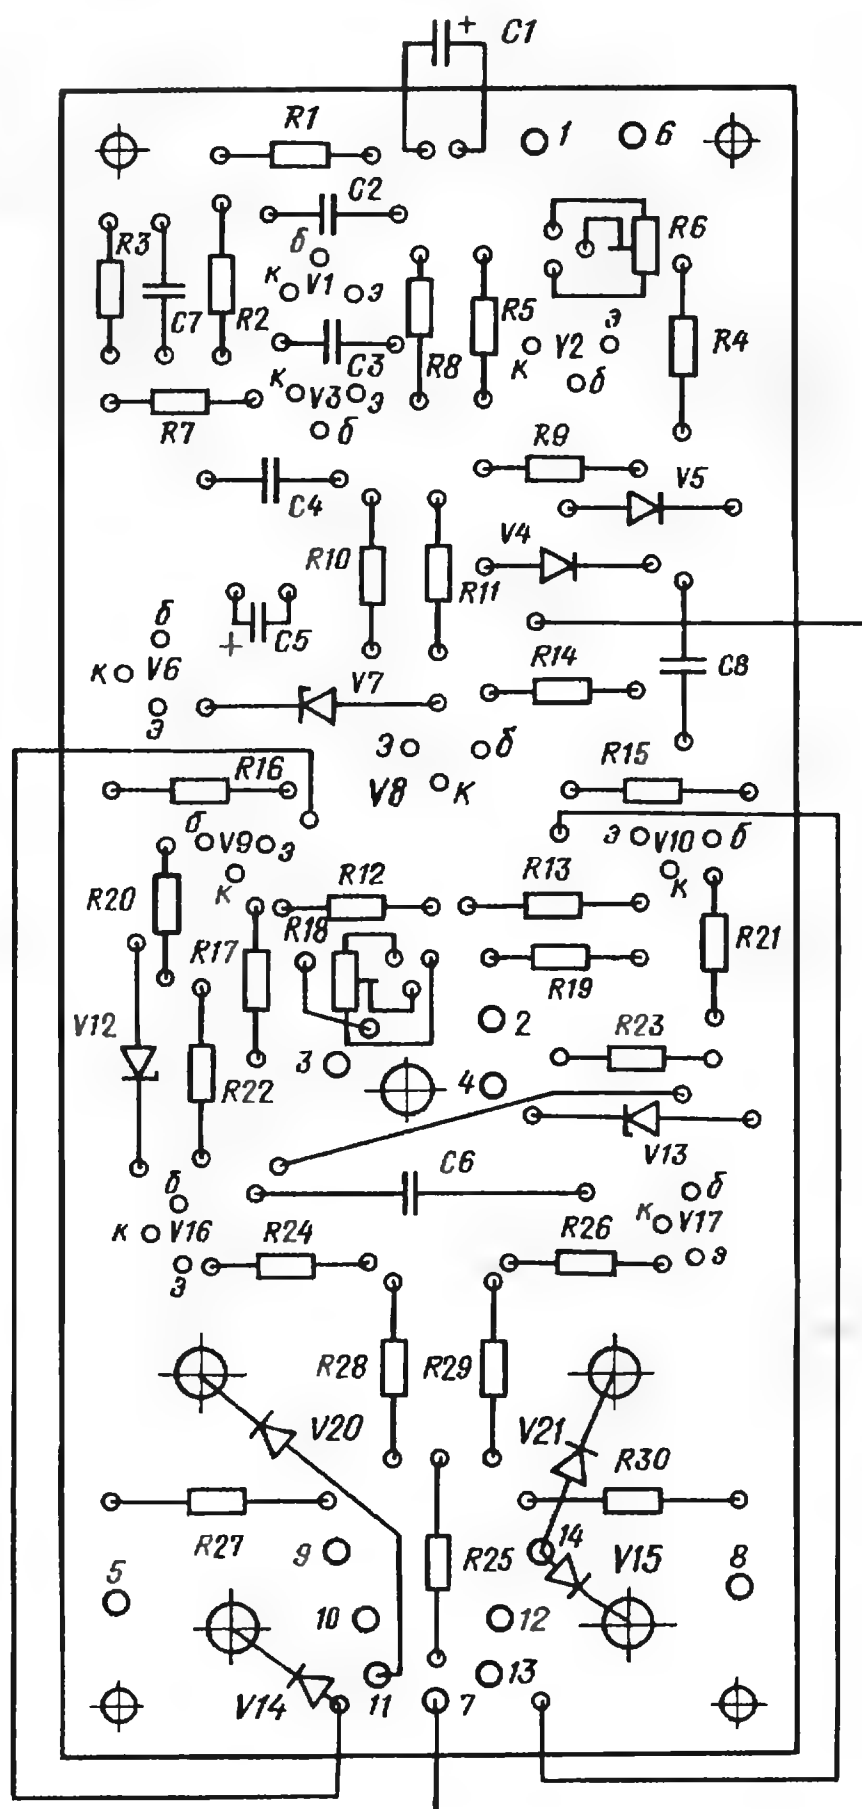 + C1
R1
1 6
C2
R3
б
R6
к V1 э
C7 R2
R5
э
C3
R8
к V2
R4
к V3 э
б
R7
б
R9
C4
V5
V4
R10
R11
б
+ C5
к V6
R14
C8
V7
э
Э б
R16
R15
V8 к
б V9 э
э V10 б
к
к
R20
R12
R13
R18
R17
R21
R19
V12
2
R23
3
R22
4
V13
C6
б
б
к V16
R24
R26
к V17
э
э
R28 R29
V20
V21
R30
R27 9
R25
14
V15 8
5
10
12
13
V14 11 7